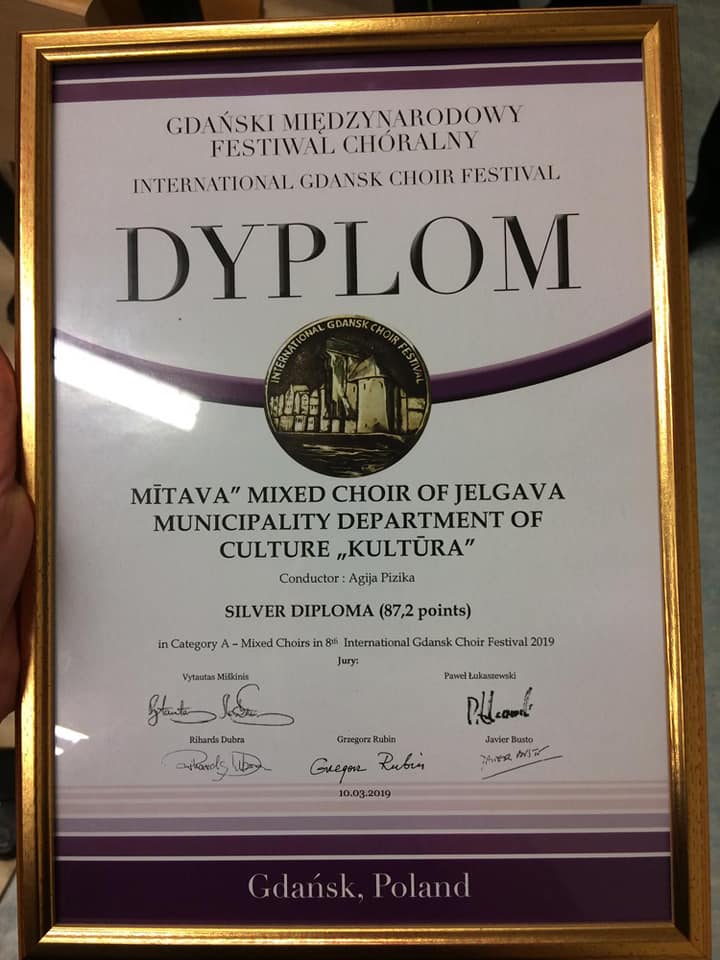 GDAŃSKI MIĘDZYNARODOWY
FESTIWAL CHÓRALNY
INTERNATIONAL GDANSK CHOIR FESTIVAL
DYPLOM
INTERNATIONAL GDANSK CHOIR FESTIVAL
MĪTAVA” MIXED CHOIR OF JELGAVA
MUNICIPALITY DEPARTMENT OF
CULTURE „KULTŪRA”
Conductor : Agija Pizika
SILVER DIPLOMA (87,2 points)
in Category A – Mixed Choirs in 8th International Gdansk Choir Festival 2019
Jury:
Vytautas Miškinis
Paweł Łukaszewski
Rihards Dubra
Grzegorz Rubin
Javier Busto
10.03.2019
Gdańsk, Poland